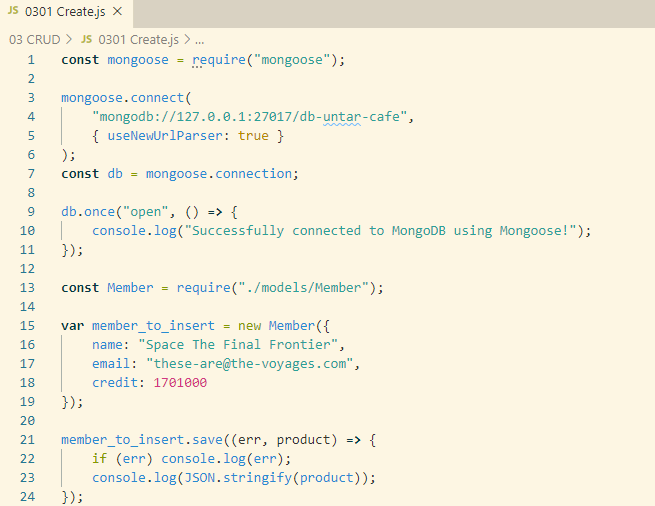 JS 0301 Create.js ×
03 CRUD > JS 0301 Create.js > ...
1 const mongoose = require("mongoose");
2
3 mongoose.connect(
4     "mongodb://127.0.0.1:27017/db-untar-cafe",
5     { useNewUrlParser: true }
6 );
7 const db = mongoose.connection;
8
9 db.once("open", () => {
10     console.log("Successfully connected to MongoDB using Mongoose!");
11 });
12
13 const Member = require("./models/Member");
14
15 var member_to_insert = new Member({
16     name: "Space The Final Frontier",
17     email: "these-are@the-voyages.com",
18     credit: 1701000
19 });
20
21 member_to_insert.save((err, product) => {
22     if (err) console.log(err);
23     console.log(JSON.stringify(product));
24 });